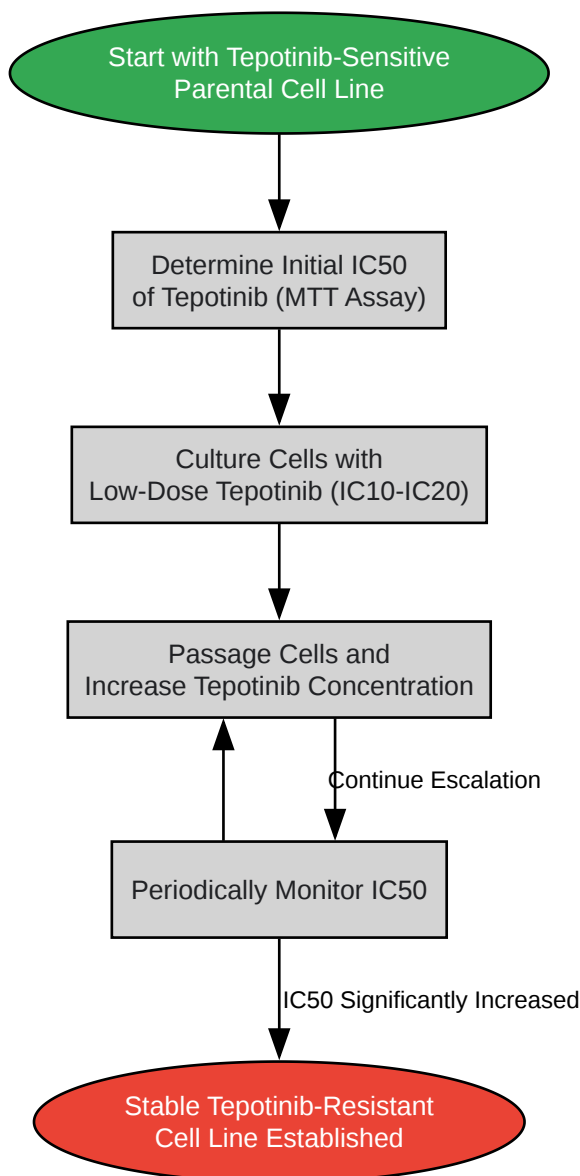 Start with Tepotinib-Sensitive
Parental Cell Line
Determine Initial IC50
of Tepotinib (MTT Assay)
Culture Cells with
Low-Dose Tepotinib (IC10-IC20)
Passage Cells and
Increase Tepotinib Concentration
Continue Escalation
Periodically Monitor IC50
IC50 Significantly Increased
Stable Tepotinib-Resistant
Cell Line Established